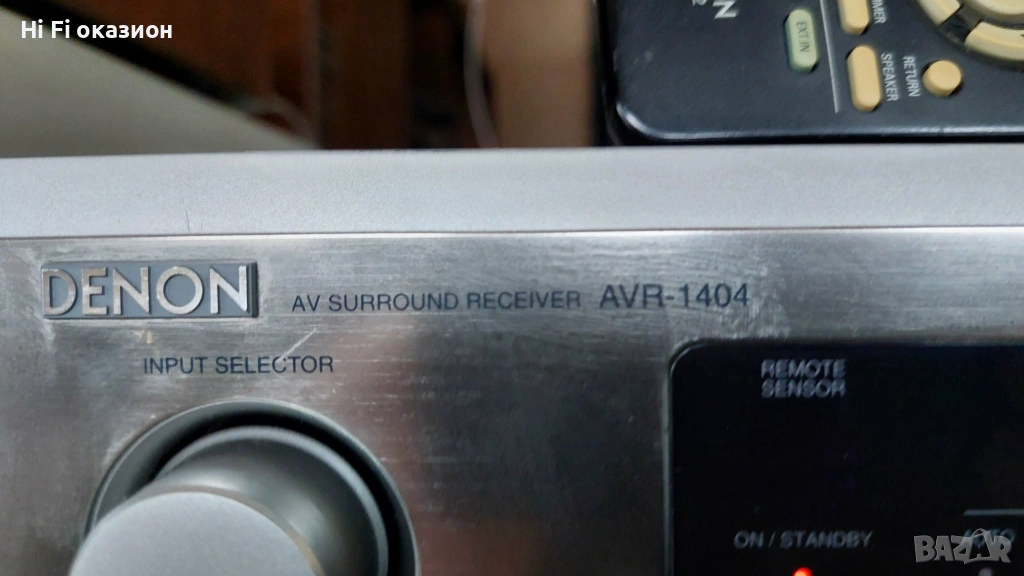 Hi Fi оказион
EXT.IN
SPEAKER
RETURN
DENON
AV SURROUND RECEIVER AVR-1404
INPUT SELECTOR
REMOTE
SENSOR
ON / STANDBY
BAZAR